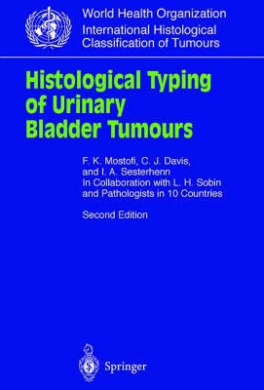 World Health Organization
International Histological
Classification of Tumours
Histological Typing
of Urinary
Bladder Tumours
F. K. Mostofi, C. J. Davis,
and I. A. Sesterhenn
In Collaboration with L. H. Sobin
and Pathologists in 10 Countries
Second Edition
Springer